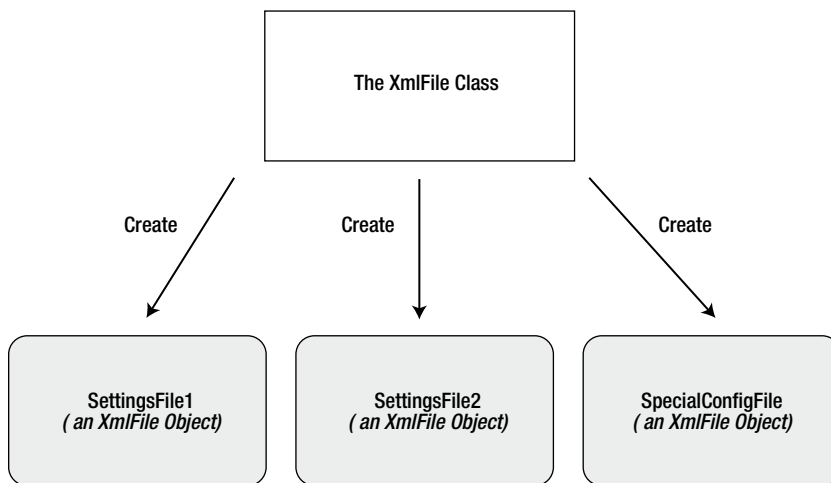 The XmlFile Class
Create
Create
Create
SettingsFile1
( an XmlFile Object)
SettingsFile2
( an XmlFile Object)
SpecialConfigFile
( an XmlFile Object)